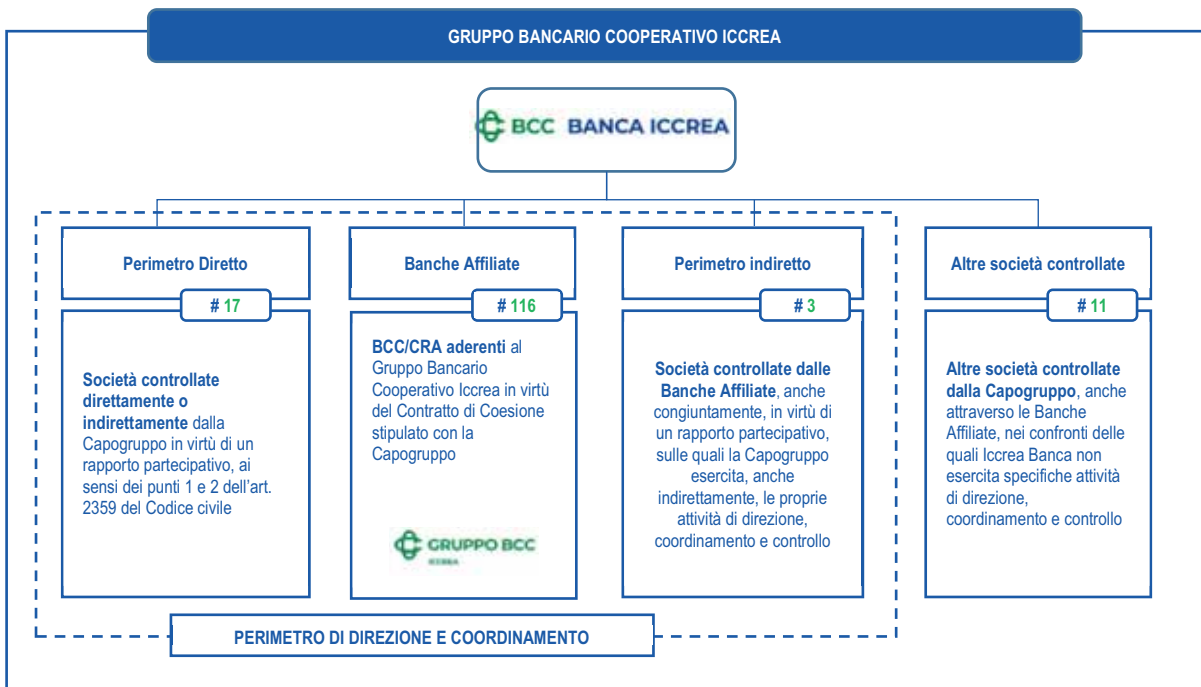 GRUPPO BANCARIO COOPERATIVO ICCREA
BCC BANCA ICCREA
Perimetro Diretto
# 17
Società controllate
direttamente o
indirettamente dalla
Capogruppo in virtù di un
rapporto partecipativo, ai
sensi dei punti 1 e 2 dell'art.
2359 del Codice civile
Banche Affiliate
# 116
BCC/CRA aderenti al
Gruppo Bancario
Cooperativo Iccrea in virtù
del Contratto di Coesione
stipulato con la
Capogruppo
GRUPPO BCC
ICCREA
Perimetro indiretto
# 3
Società controllate dalle
Banche Affiliate, anche
congiuntamente, in virtù di
un rapporto partecipativo,
sulle quali la Capogruppo
esercita, anche
indirettamente, le proprie
attività di direzione,
coordinamento e controllo
Altre società controllate
# 11
Altre società controllate
dalla Capogruppo, anche
attraverso le Banche
Affiliate, nei confronti delle
quali Iccrea Banca non
esercita specifiche attività
di direzione,
coordinamento e controllo
PERIMETRO DI DIREZIONE E COORDINAMENTO